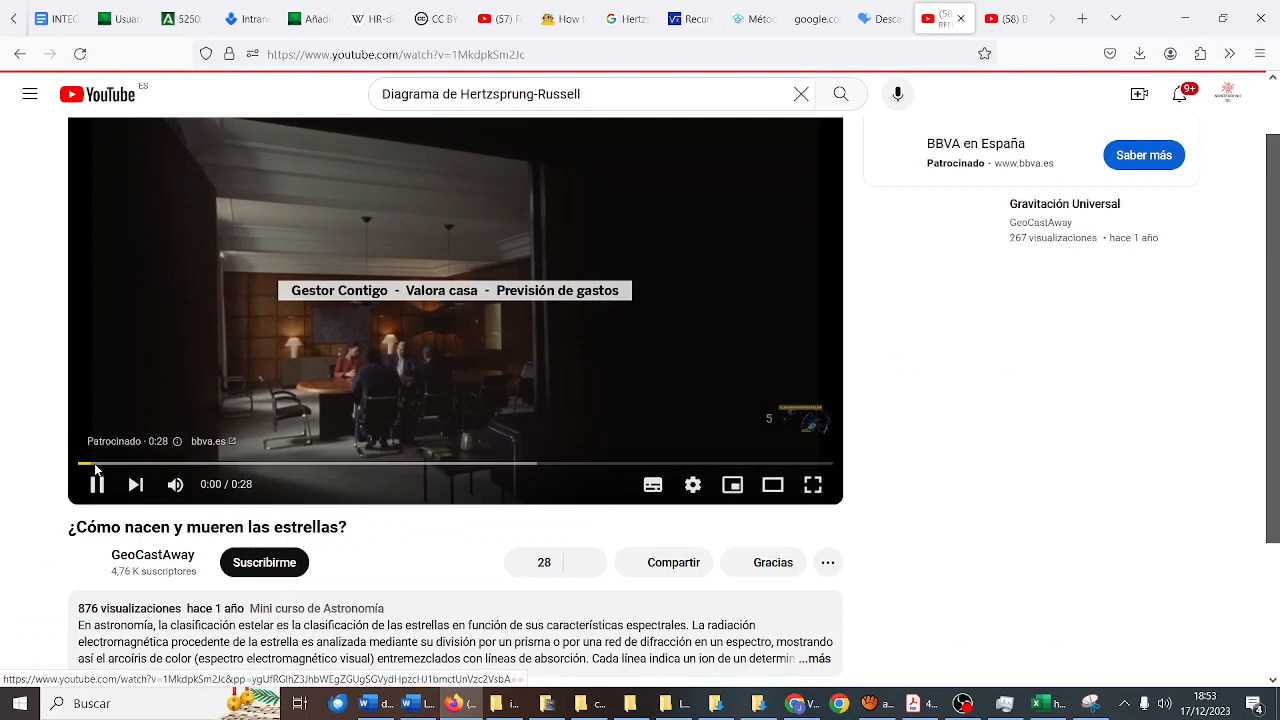 INTEG
Usuari
5250
Intran
Añadi
HR-di
CC BY
(57) F
How t
Hertz
Recurs
Métoc
google.co
Desca
(58)
REPR
(58) B
https://www.youtube.com/watch?v=1MkdpkSm2Jc
YouTube
ES
Diagrama de Hertzsprung-Russell
9+
BBVA en España
Patrocinado · www.bbva.es
Saber más
Gravitación Universal
GeoCastAway
267 visualizaciones • hace 1 año
Gestor Contigo - Valora casa - Previsión de gastos
5
Patrocinado · 0:28
bbva.es
0:00 / 0:28
¿Cómo nacen y mueren las estrellas?
GeoCastAway
4,76 K suscriptores
Suscribirme
28
Compartir
Gracias
876 visualizaciones hace 1 año Mini curso de Astronomía
En astronomía, la clasificación estelar es la clasificación de las estrellas en función de sus características espectrales. La radiación
electromagnética procedente de la estrella es analizada mediante su división por un prisma o por una red de difracción en un espectro, mostrando
así el arcoíris de color (espectro electromagnético visual) entremezclados con líneas de absorción. Cada línea indica un ion de un determin ...más
Buscar
18:53
17/12/2023